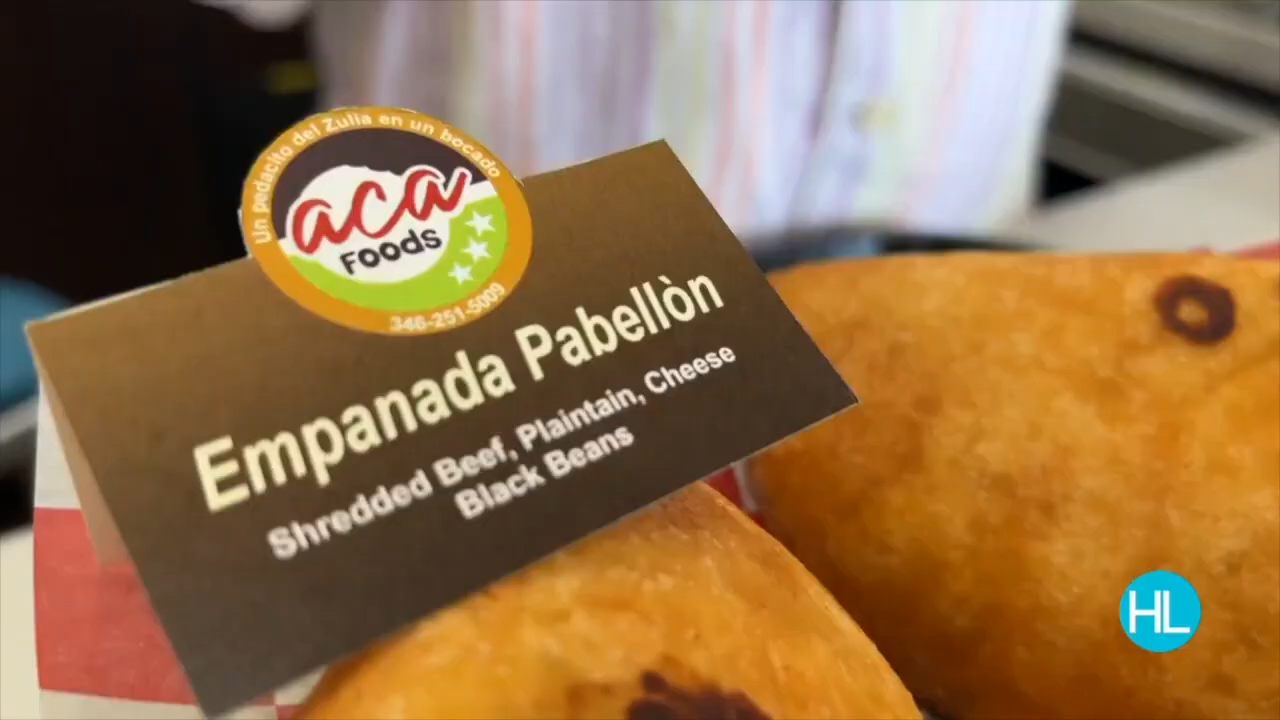 Un pedacito del Zulia en un bocado
aca
FOODS
346-251-5009
Empanada Pabellòn
Shredded Beef, Plaintain, Cheese
Black Beans
HL